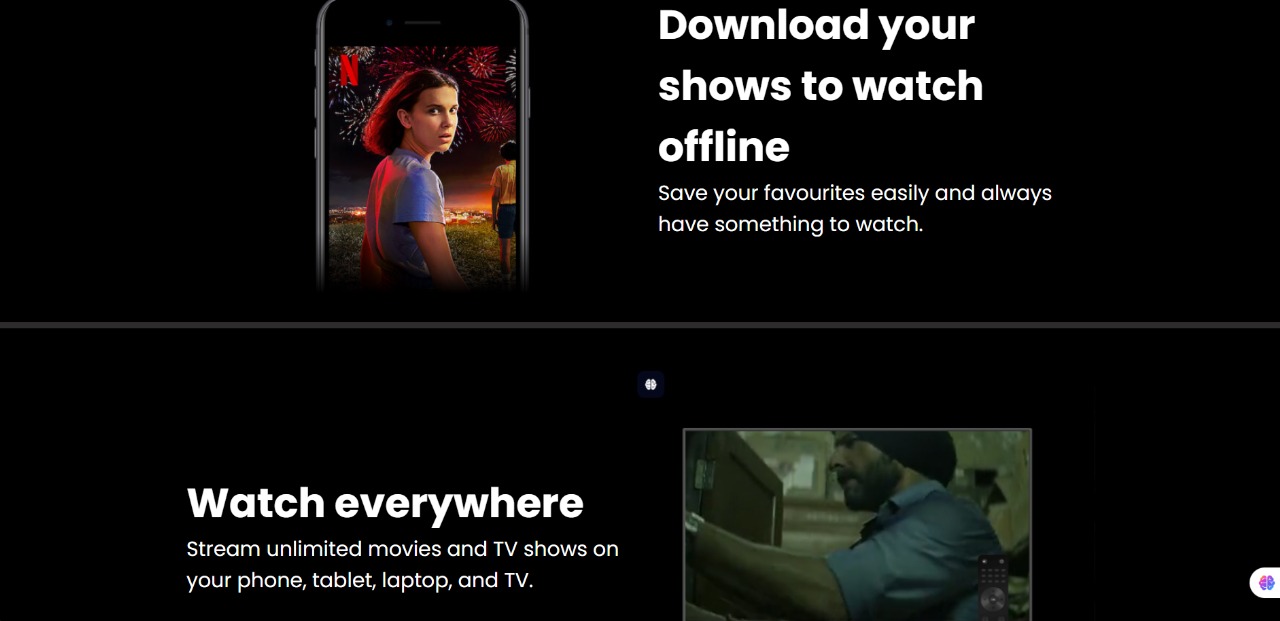 N
Download your
shows to watch
offline
Save your favourites easily and always
have something to watch.
Watch everywhere
Stream unlimited movies and TV shows on
your phone, tablet, laptop, and TV.